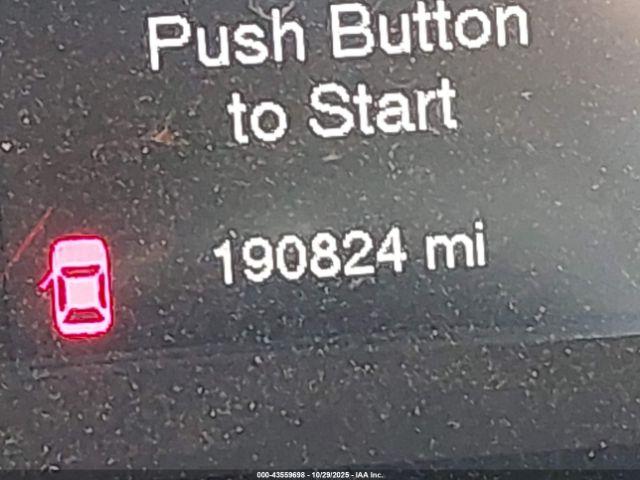 Push Button
to Start
190824 mi
000-43559698 - 10/29/2025 - IAA Inc.